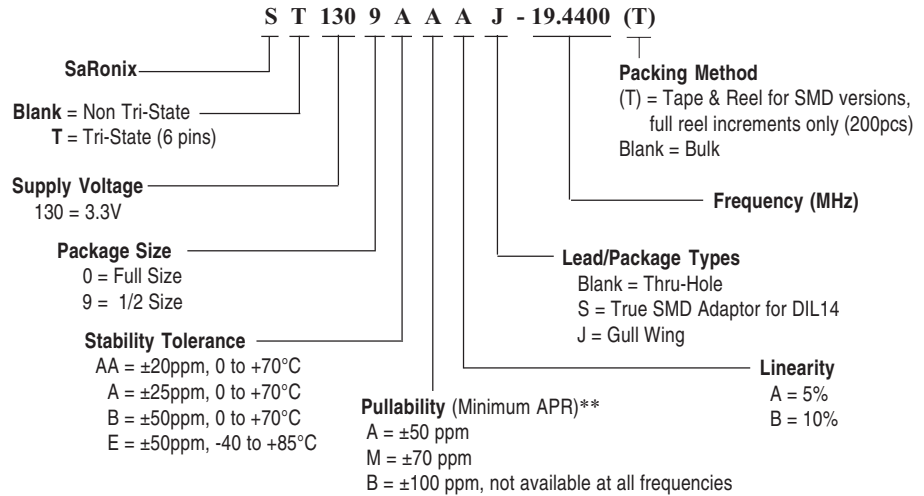 S T 130 9 A A A J - 19.4400 (T)
SaRonix
Blank = Non Tri-State
T = Tri-State (6 pins)
Supply Voltage
130 = 3.3V
Package Size
0 = Full Size
9 = 1/2 Size
Stability Tolerance
AA = ±20ppm, 0 to +70°C
A = ±25ppm, 0 to +70°C
B = ±50ppm, 0 to +70°C
E = ±50ppm, -40 to +85°C
Pullability (Minimum APR)**
A = ±50 ppm
M = ±70 ppm
B = ±100 ppm, not available at all frequencies
Linearity
A = 5%
B = 10%
Lead/Package Types
Blank = Thru-Hole
S = True SMD Adaptor for DIL14
J = Gull Wing
Frequency (MHz)
Packing Method
(T) = Tape & Reel for SMD versions,
full reel increments only (200pcs)
Blank = Bulk